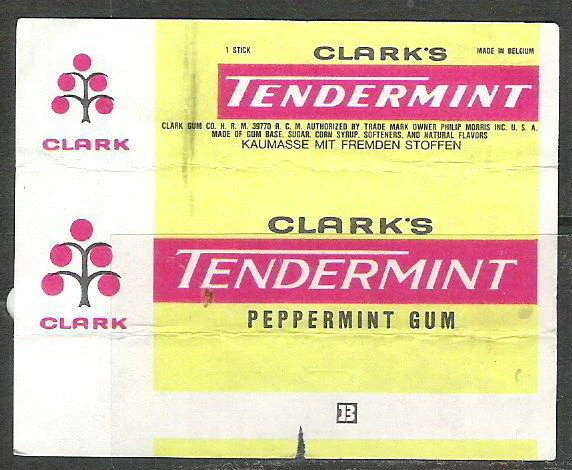 1 STICK
CLARK'S
MADE IN BELGIUM
TENDERMINT
CLARK
CLARK GUM CO. H. R. M. 39770 R. C. M. AUTHORIZED BY TRADE MARK OWNER PHILIP MORRIS INC. U. S. A.
MADE OF GUM BASE, SUGAR, CORN SYRUP, SOFTENERS, AND NATURAL FLAVORS
KAUMASSE MIT FREMDEN STOFFEN
CLARK'S
TENDERMINT
CLARK
PEPPERMINT GUM
13